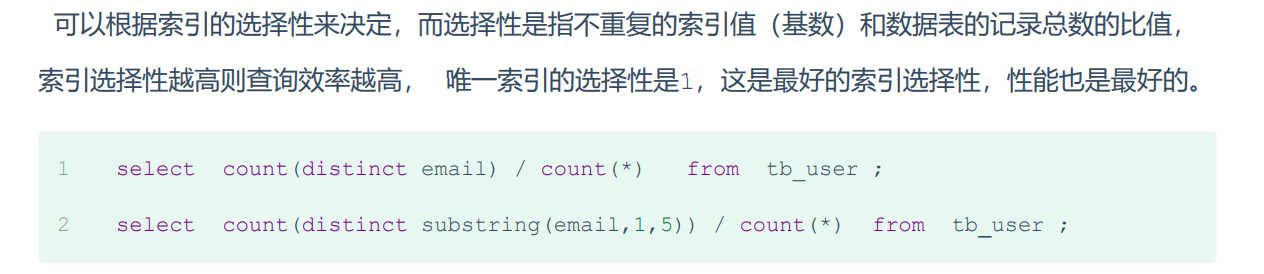 可以根据索引的选择性来决定，而选择性是指不重复的索引值（基数）和数据表的记录总数的比值，
索引选择性越高则查询效率越高， 唯一索引的选择性是1，这是最好的索引选择性，性能也是最好的。
1 select count(distinct email) / count(*) from tb_user ;
2 select count(distinct substring(email,1,5)) / count(*) from tb_user ;